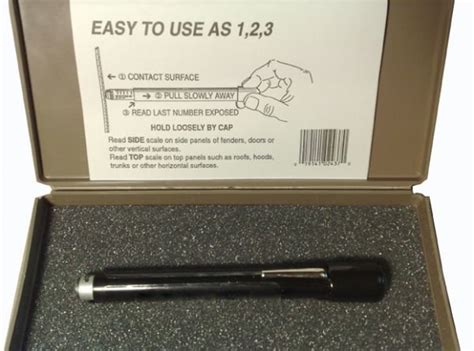 EASY TO USE AS 1,2,3
① CONTACT SURFACE
② PULL SLOWLY AWAY
③ READ LAST NUMBER EXPOSED
HOLD LOOSELY BY CAP
Read SIDE scale on side panels of fenders, doors or
other vertical surfaces.
Read TOP scale on top panels such as roofs, hoods,
trunks or other horizontal surfaces.